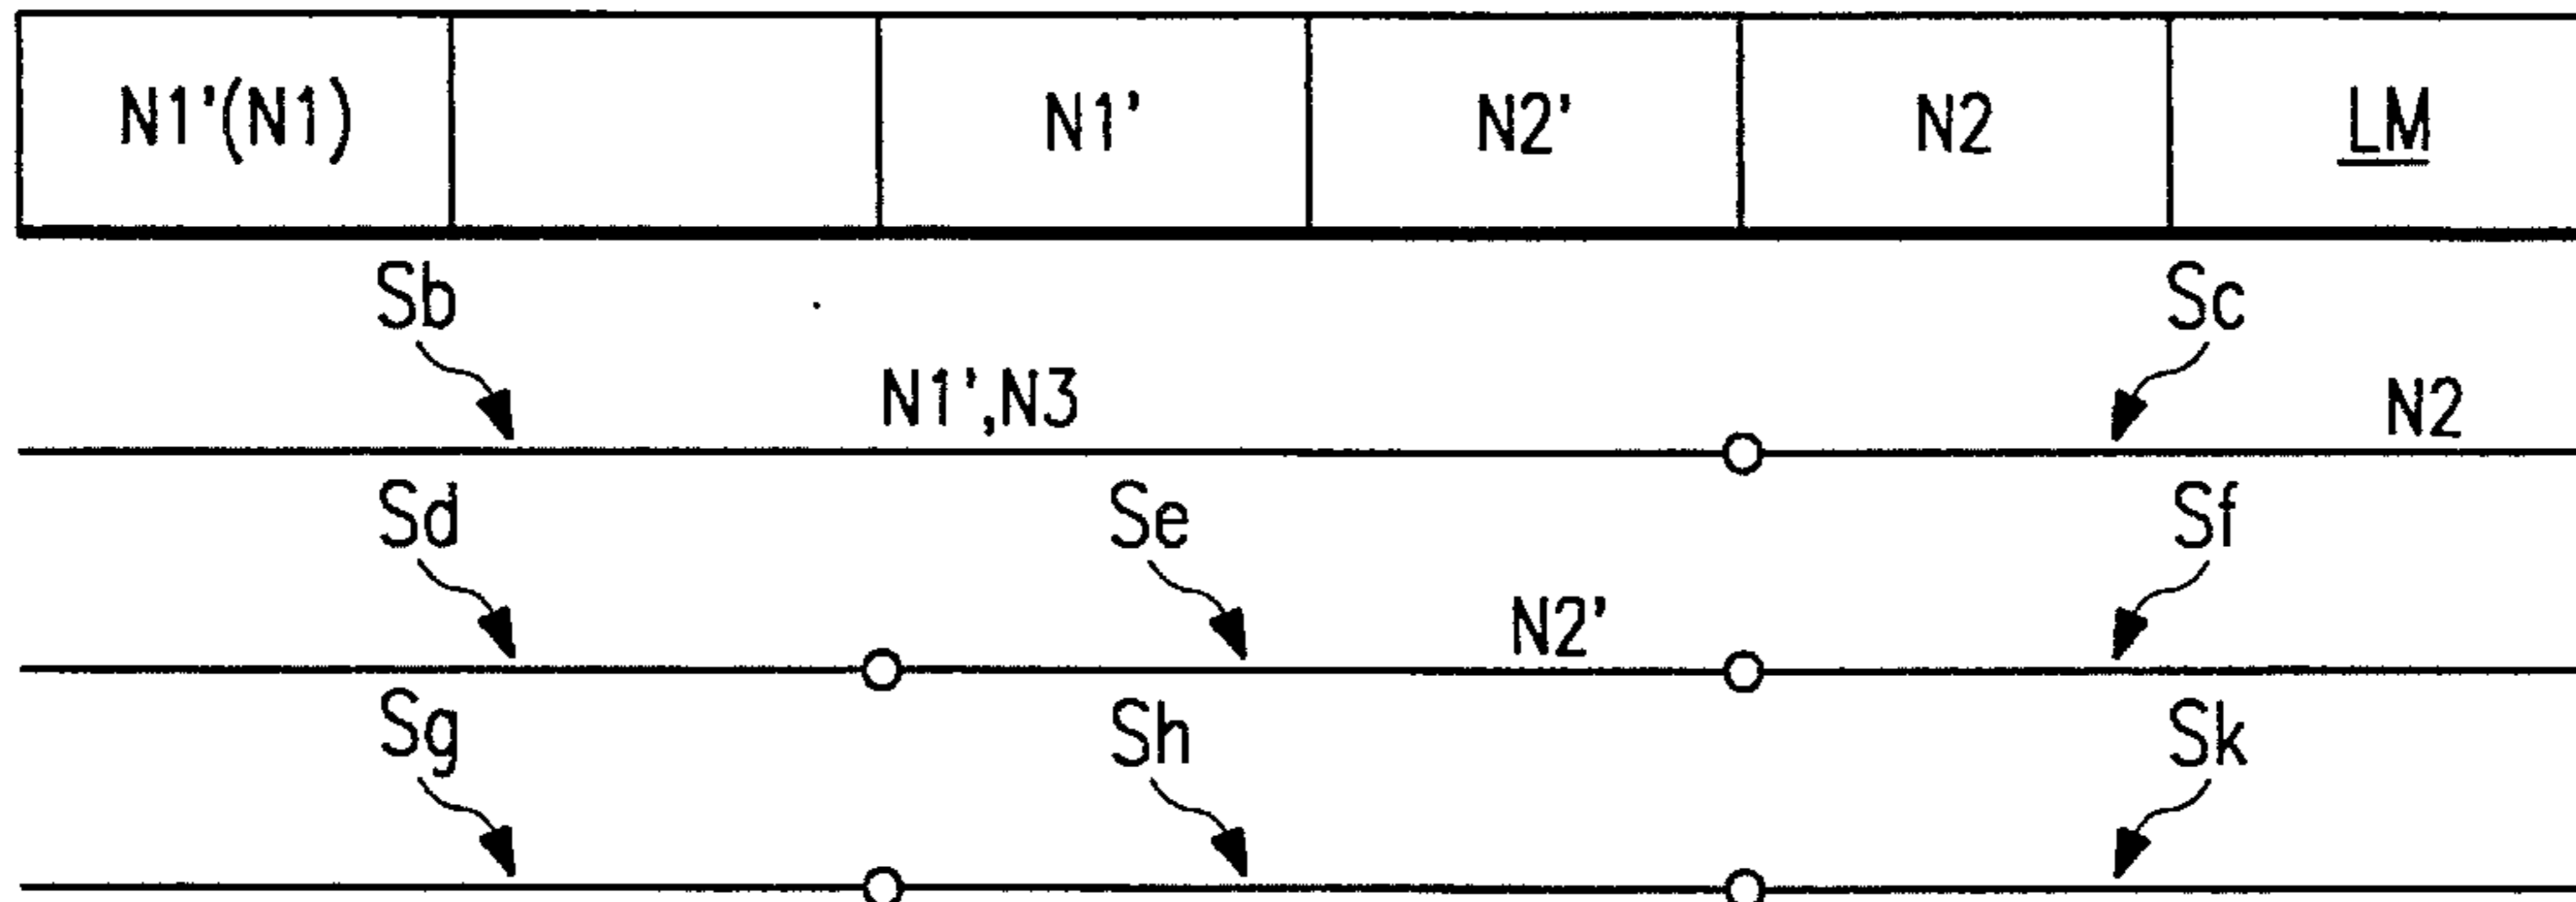 N1'(N1) N1' N2' N2 LM
Sb Sc
N1',N3 N2
Sd Se Sf
N2'
Sg Sh Sk